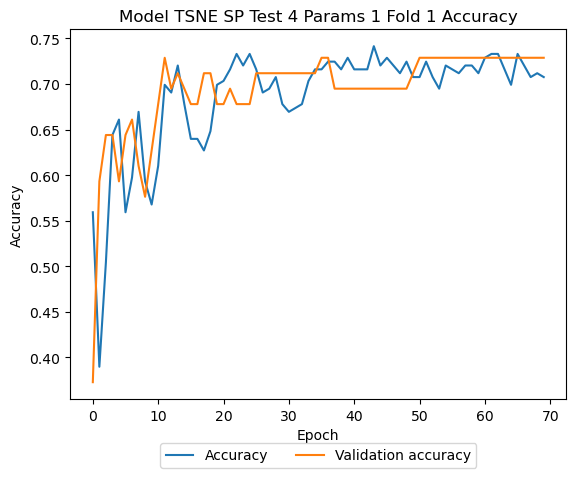 Model TSNE SP Test 4 Params 1 Fold 1 Accuracy
0.75
0.70
0.65
0.60
0.55
0.50
0.45
0.40
Accuracy
0 10 20 30 40 50 60 70
Epoch
Accuracy Validation accuracy